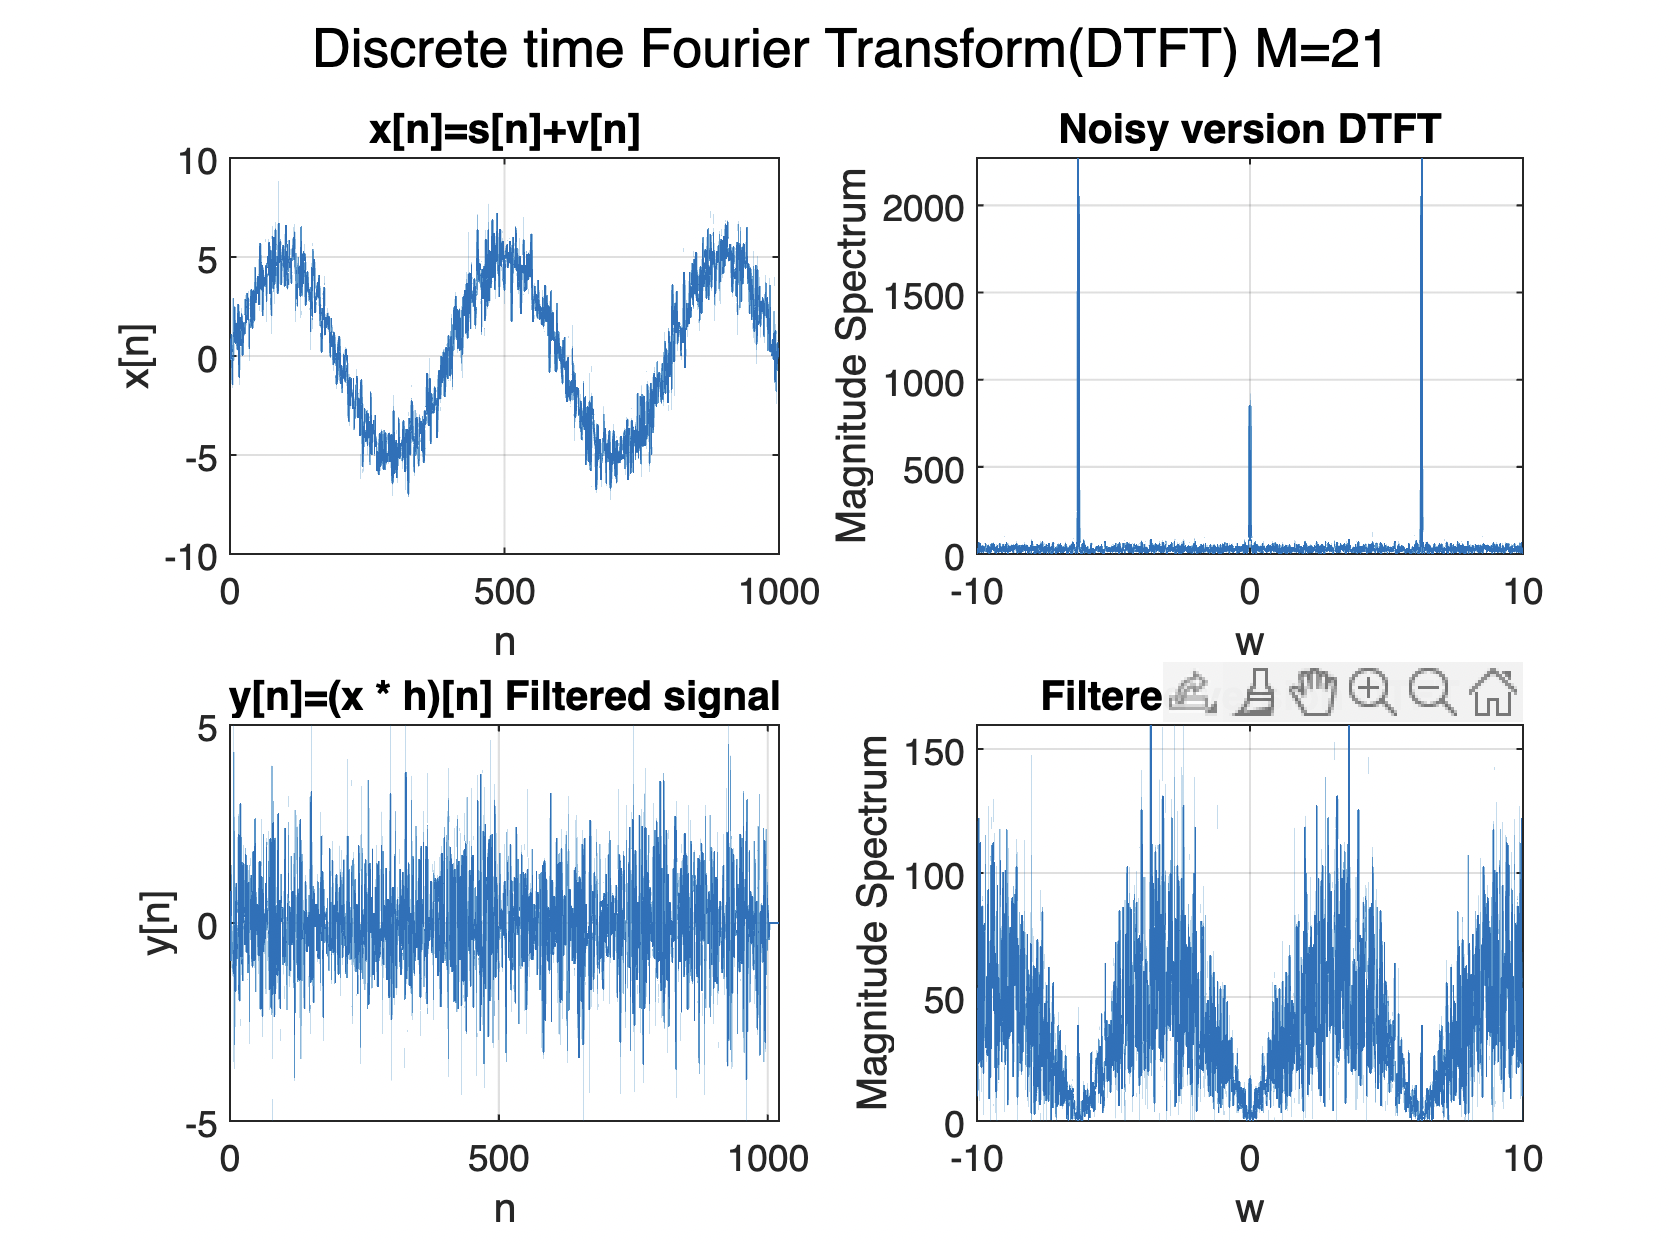 Discrete time Fourier Transform(DTFT) M=21
x[n]=s[n]+v[n]
10
5
0
-5
-10
x[n]
0 500 1000
n
Noisy version DTFT
2000
1500
1000
500
0
Magnitude Spectrum
-10 0 10
w
y[n]=(x * h)[n] Filtered signal
5
0
-5
y[n]
0 500 1000
n
Filtere
150
100
50
0
Magnitude Spectrum
-10 0 10
w